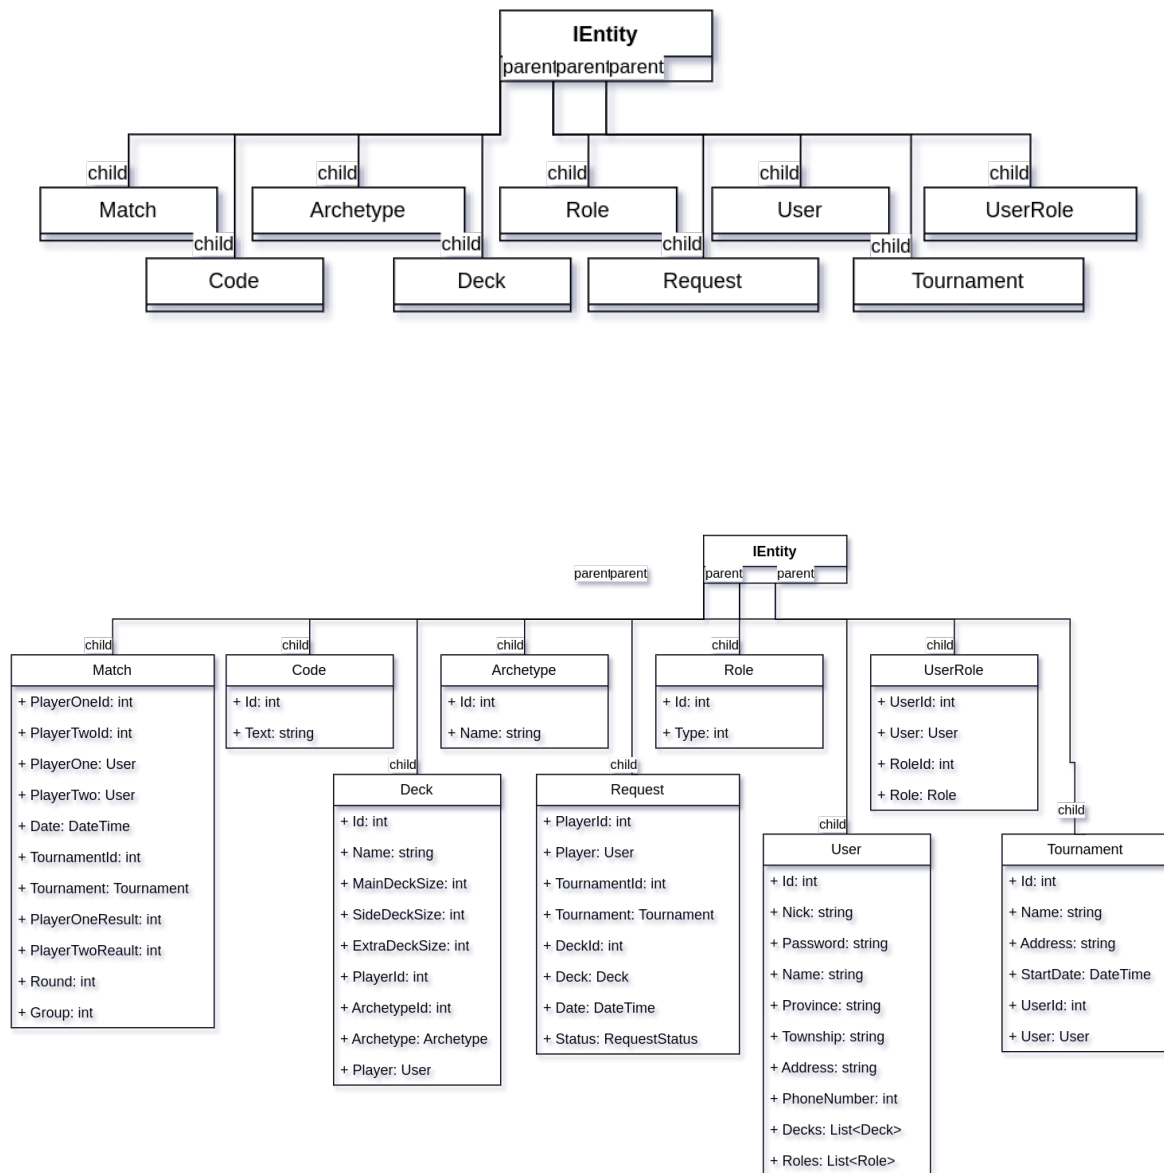 IEntity
parent parent parent
child child child child child
Match Archetype Role User UserRole
child child child child
Code Deck Request Tournament
IEntity
parent parent parent parent
child child child child child
Match Code Archetype Role UserRole
+ PlayerOneId: int
+ PlayerTwoId: int
+ PlayerOne: User
+ PlayerTwo: User
+ Date: DateTime
+ TournamentId: int
+ Tournament: Tournament
+ PlayerOneResult: int
+ PlayerTwoReault: int
+ Round: int
+ Group: int
+ Id: int
+ Text: string
+ Id: int
+ Name: string
+ Id: int
+ Type: int
+ UserId: int
+ User: User
+ RoleId: int
+ Role: Role
child
Deck
+ Id: int
+ Name: string
+ MainDeckSize: int
+ SideDeckSize: int
+ ExtraDeckSize: int
+ PlayerId: int
+ ArchetypeId: int
+ Archetype: Archetype
+ Player: User
child
Request
+ PlayerId: int
+ Player: User
+ TournamentId: int
+ Tournament: Tournament
+ DeckId: int
+ Deck: Deck
+ Date: DateTime
+ Status: RequestStatus
child
User
+ Id: int
+ Nick: string
+ Password: string
+ Name: string
+ Province: string
+ Township: string
+ Address: string
+ PhoneNumber: int
+ Decks: List<Deck>
+ Roles: List<Role>
child
Tournament
+ Id: int
+ Name: string
+ Address: string
+ StartDate: DateTime
+ UserId: int
+ User: User